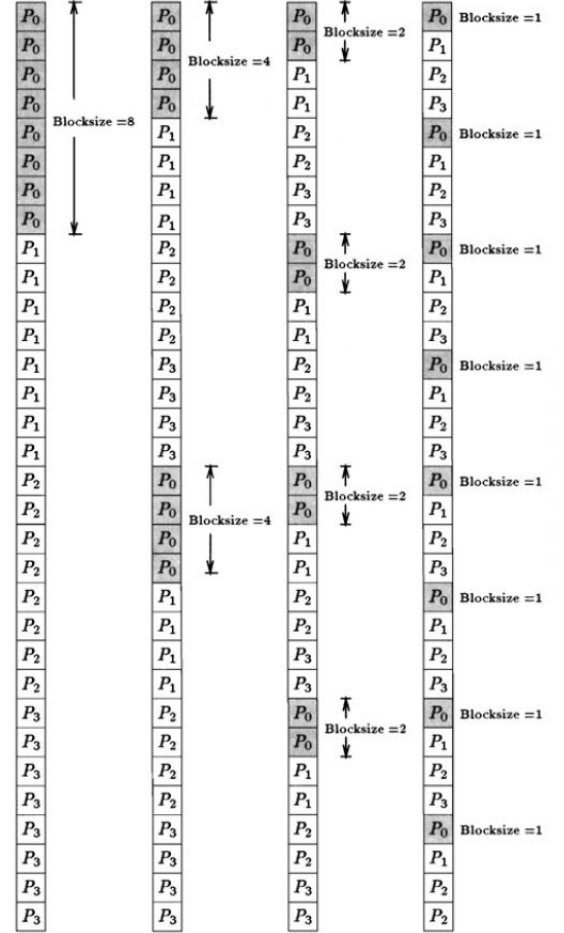 P₀ P₀ P₀ P₀ Blocksize =1
Blocksize =2
P₀ P₀ P₀ P₁
Blocksize =4
P₀ P₀ P₁ P₂
P₀ P₀ P₁ P₃
Blocksize =8
P₀ P₁ P₂ P₀ Blocksize =1
P₀ P₁ P₂ P₁
P₀ P₁ P₃ P₂
P₀ P₁ P₃ P₃
P₁ P₂ P₀ P₀ Blocksize =1
Blocksize =2
P₁ P₂ P₀ P₁
P₁ P₂ P₁ P₂
P₁ P₂ P₁ P₃
P₁ P₃ P₂ P₀ Blocksize =1
P₁ P₃ P₂ P₁
P₁ P₃ P₃ P₂
P₁ P₃ P₃ P₃
P₂ P₀ P₀ P₀ Blocksize =1
Blocksize =2
P₂ P₀ P₀ P₁
Blocksize =4
P₂ P₀ P₁ P₂
P₂ P₀ P₁ P₃
P₂ P₁ P₂ P₀ Blocksize =1
P₂ P₁ P₂ P₁
P₂ P₁ P₃ P₂
P₂ P₁ P₃ P₃
P₃ P₂ P₀ P₀ Blocksize =1
Blocksize =2
P₃ P₂ P₀ P₁
P₃ P₂ P₁ P₂
P₃ P₂ P₁ P₃
P₃ P₃ P₂ P₀ Blocksize =1
P₃ P₃ P₂ P₁
P₃ P₃ P₃ P₂
P₃ P₃ P₃ P₂